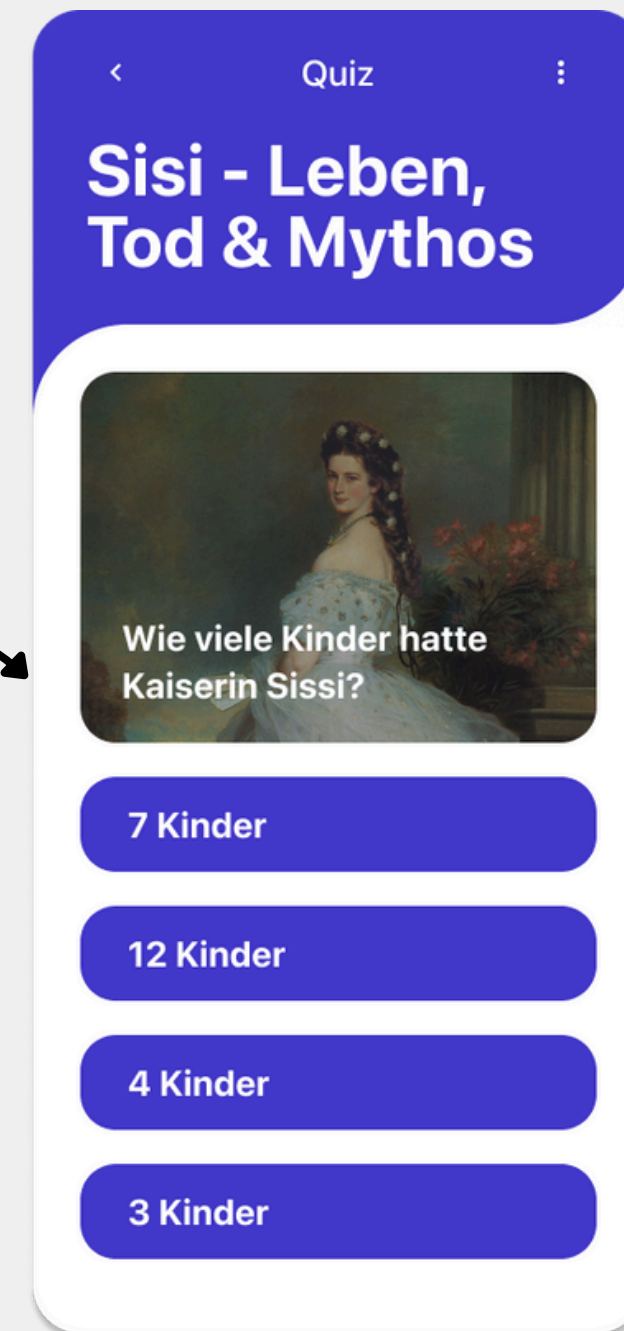 Quiz
Sisi - Leben,
Tod & Mythos
Wie viele Kinder hatte
Kaiserin Sissi?
7 Kinder
12 Kinder
4 Kinder
3 Kinder